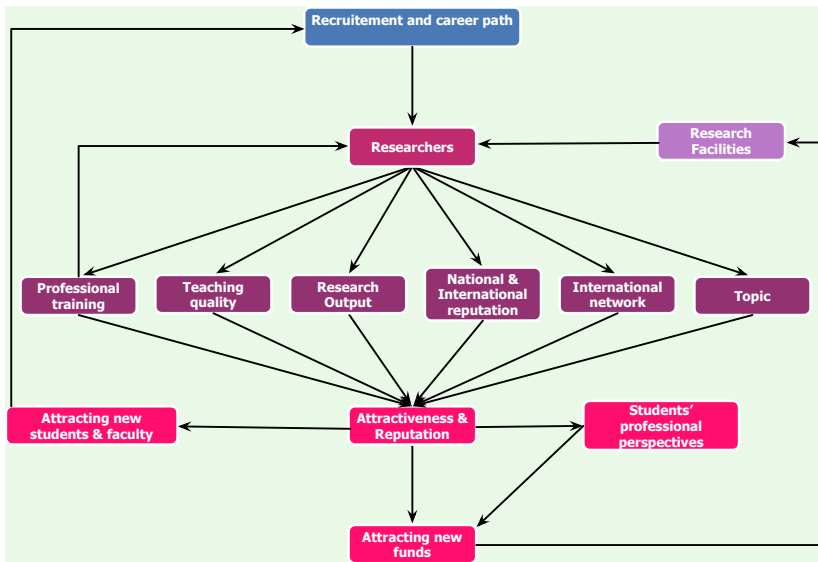 Recruitement and career path
Researchers
Research
Facilities
Professional
training
Teaching
quality
Research
Output
National &
International
reputation
International
network
Topic
Attracting new
students & faculty
Attractiveness &
Reputation
Students’
professional
perspectives
Attracting new
funds